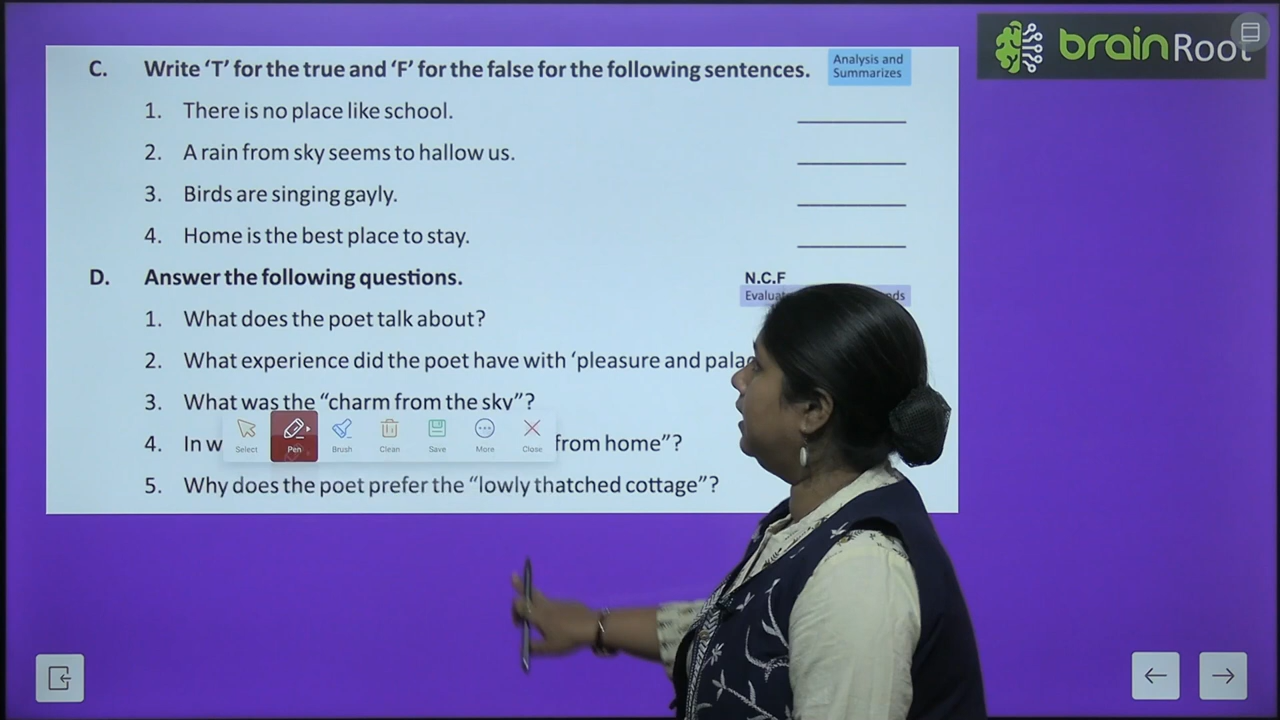 brainRoot
C. Write ‘T’ for the true and ‘F’ for the false for the following sentences.
Analysis and
Summarizes
1. There is no place like school.
2. A rain from sky seems to hallow us.
3. Birds are singing gayly.
4. Home is the best place to stay.
D. Answer the following questions.
N.C.F
1. What does the poet talk about?
2. What experience did the poet have with ‘pleasure and
3. What was the “charm from the sky”?
4. In from home”?
Select Pen Brush Clean Save More Close
5. Why does the poet prefer the “lowly thatched cottage”?